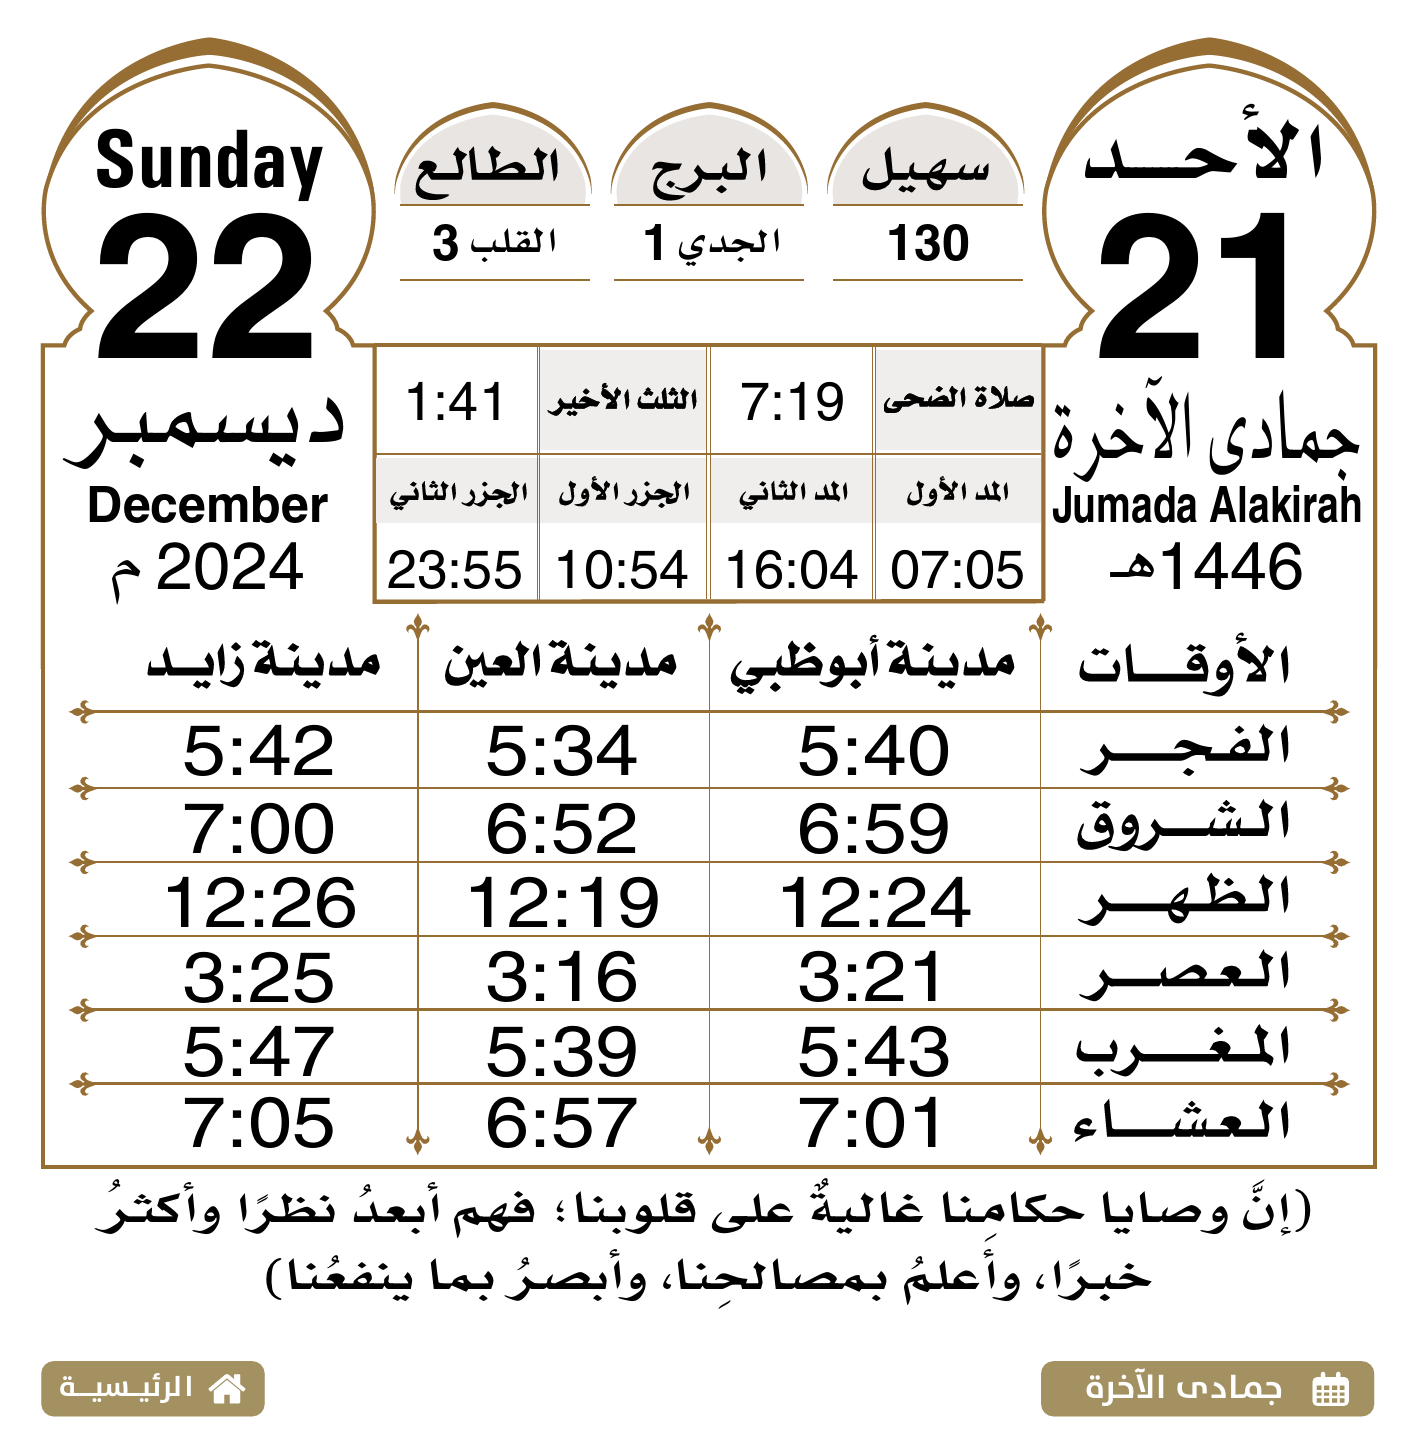 الأحد
21
جمادى الآخرة
Jumada Alakirah
1446هـ
سهيل
130
البرج
الجدي 1
الطالع
القلب 3
Sunday
22
ديسمبر
December
2024 م
صلاة الضحى 7:19 الثلث الأخير 1:41
المد الأول المد الثاني الجزر الأول الجزر الثاني
07:05 16:04 10:54 23:55
الأوقات مدينة أبوظبي مدينة العين مدينة زايد
الفجر 5:40 5:34 5:42
الشروق 6:59 6:52 7:00
الظهر 12:24 12:19 12:26
العصر 3:21 3:16 3:25
المغرب 5:43 5:39 5:47
العشاء 7:01 6:57 7:05
(إنَّ وصايا حكامِنا غاليةٌ على قلوبنا؛ فهم أبعدُ نظرًا وأكثرُ
خبرًا، وأعلمُ بمصالحِنا، وأبصرُ بما ينفعُنا)
جمادى الآخرة
الرئيسية